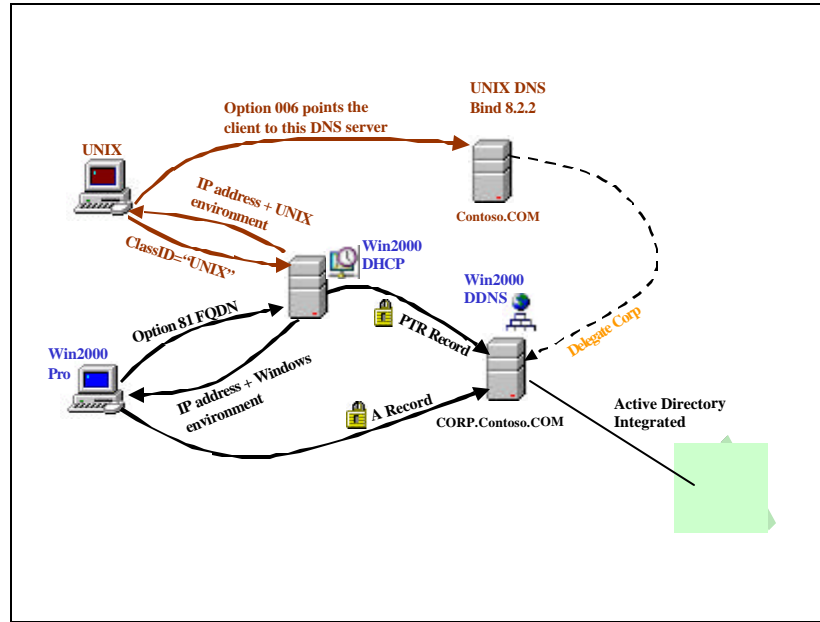 UNIX DNS
Bind 8.2.2
Option 006 points the
client to this DNS server
UNIX
IP address + UNIX
environment
Contoso.COM
ClassID="UNIX"
Win2000
DHCP
Win2000
DDNS
Option 81 FQDN
PTR Record
Delegate Corp
Win2000
Pro
IP address + Windows
environment
A Record
CORP.Contoso.COM
Active Directory
Integrated